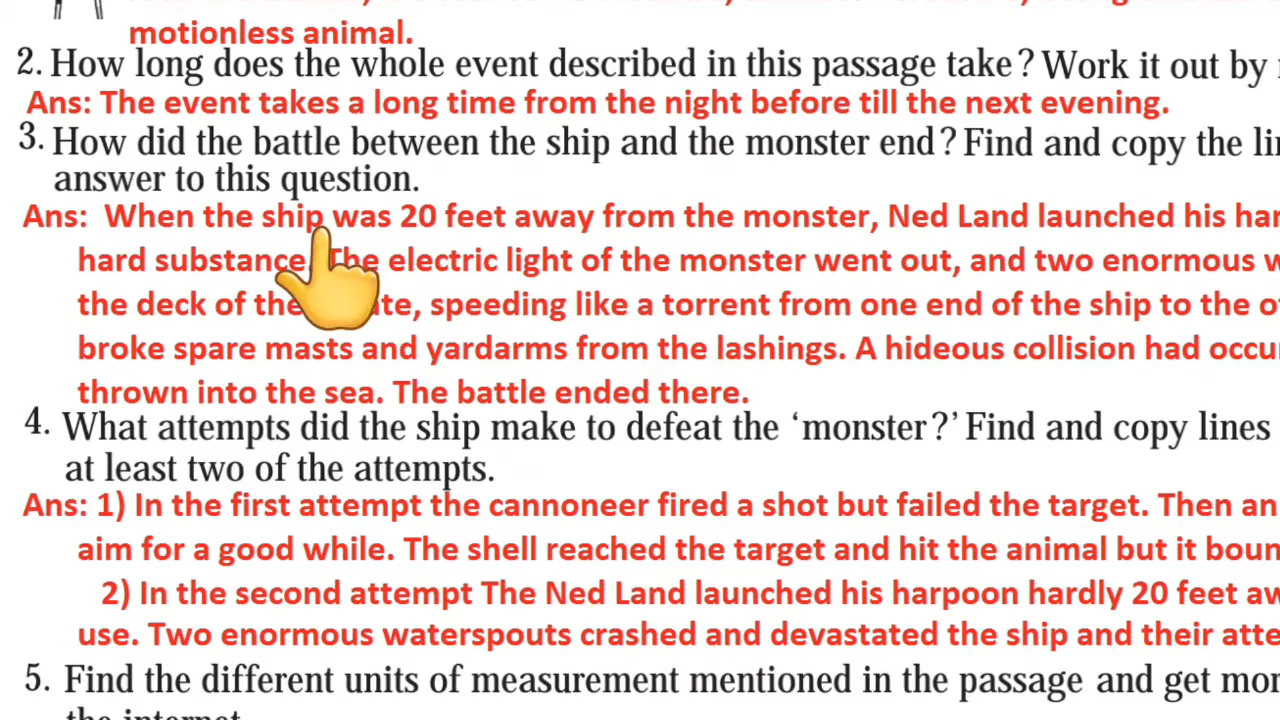 motionless animal.
2. How long does the whole event described in this passage take? Work it out by
Ans: The event takes a long time from the night before till the next evening.
3. How did the battle between the ship and the monster end? Find and copy the
answer to this question.
Ans: When the ship was 20 feet away from the monster, Ned Land launched his
hard substance. The electric light of the monster went out, and two enormous
the deck of the speeding like a torrent from one end of the ship to the
broke spare masts and yardarms from the lashings. A hideous collision had
thrown into the sea. The battle ended there.
4. What attempts did the ship make to defeat the ‘monster?’ Find and copy lines
at least two of the attempts.
Ans: 1) In the first attempt the cannoneer fired a shot but failed the target. Then
aim for a good while. The shell reached the target and hit the animal but it
2) In the second attempt The Ned Land launched his harpoon hardly 20 feet
use. Two enormous waterspouts crashed and devastated the ship and their
5. Find the different units of measurement mentioned in the passage and get
the internet